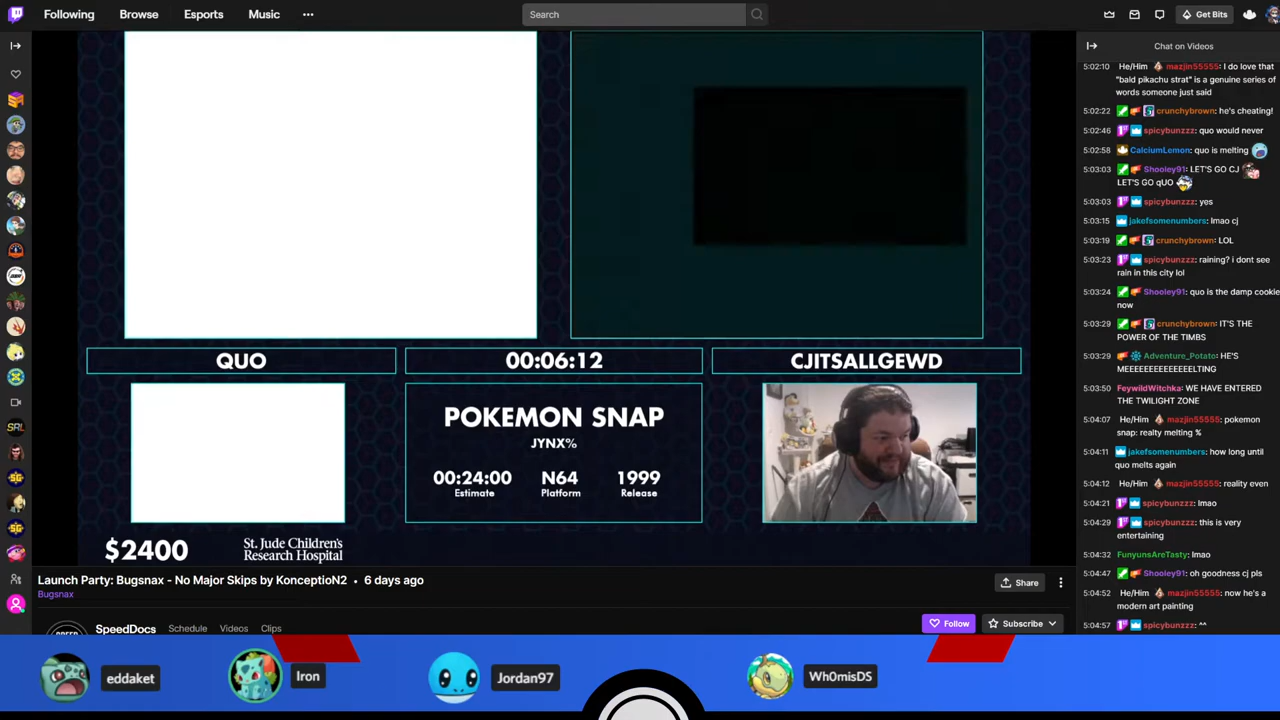 Following
Browse
Esports
Music
Search
Get Bits
Chat on Videos
5:02:10 He/Him mazjin55555: I do love that
"bald pikachu strat" is a genuine series of
words someone just said
5:02:22 crunchybrown: he's cheating!
5:02:46 spicybunzzz: quo would never
5:02:58 CalciumLemon: quo is melting
5:03:03 Shooley91: LET'S GO CJ
LET'S GO qUO
5:03:03 spicybunzzz: yes
5:03:15 jakefsomenumbers: lmao cj
5:03:19 crunchybrown: LOL
5:03:23 spicybunzzz: raining? i dont see
rain in this city lol
5:03:24 Shooley91: quo is the damp cookie
now
5:03:29 crunchybrown: IT'S THE
POWER OF THE TIMBS
5:03:29 Adventure_Potato: HE'S
MEEEEEEEEEEEEELTING
5:03:50 FeywildWitchka: WE HAVE ENTERED
THE TWILIGHT ZONE
5:04:07 He/Him mazjin55555: pokemon
snap: realty melting %
5:04:11 jakefsomenumbers: how long until
quo melts again
5:04:12 He/Him mazjin55555: reality even
5:04:21 spicybunzzz: lmao
5:04:29 spicybunzzz: this is very
entertaining
5:04:32 FunyunsAreTasty: lmao
5:04:47 Shooley91: oh goodness cj pls
5:04:52 He/Him mazjin55555: now he's a
modern art painting
5:04:57 spicybunzzz: ^^
QUO
00:06:12
CJITSALLGEWD
POKEMON SNAP
JYNX%
00:24:00 N64 1999
Estimate Platform Release
$2400
St. Jude Children's
Research Hospital
Launch Party: Bugsnax - No Major Skips by KonceptioN2 • 6 days ago
Share
Bugsnax
SpeedDocs
Schedule
Videos
Clips
Follow
Subscribe
eddaket
Iron
Jordan97
Wh0misDS